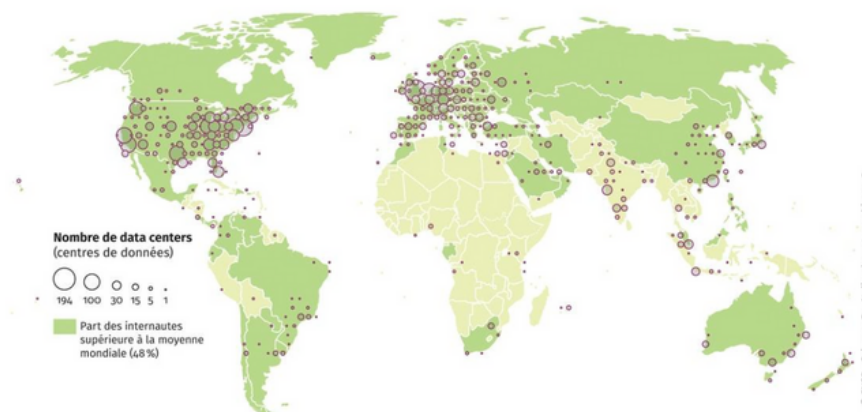 Nombre de data centers
(centres de données)
194 100 30 15 5 1
Part des internautes
supérieure à la moyenne
mondiale (48 %)